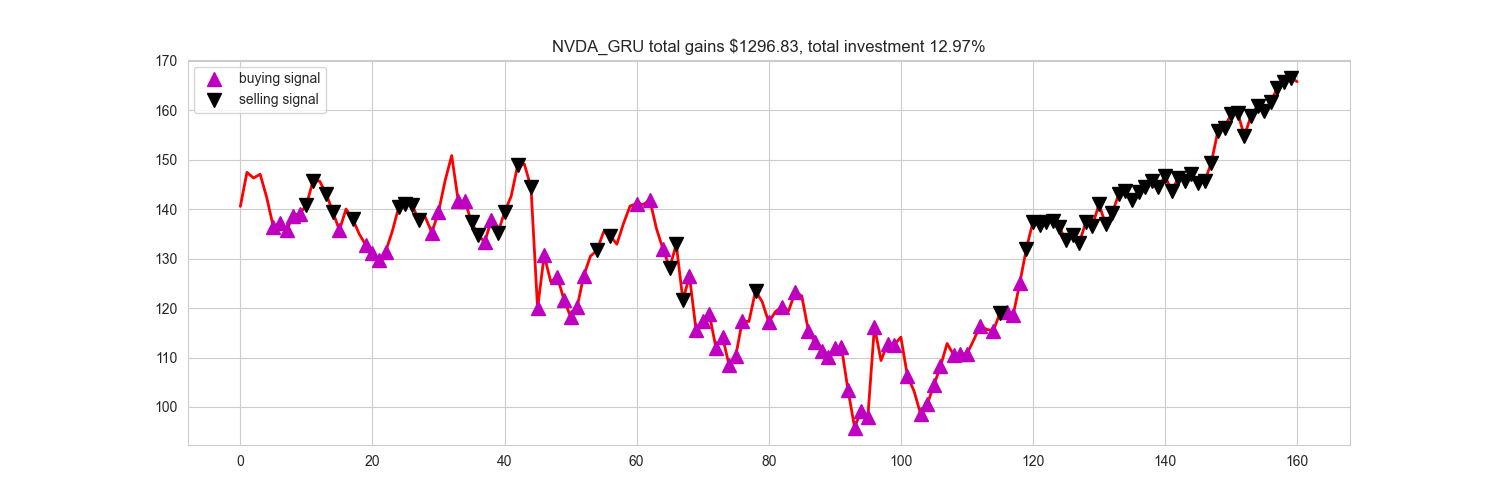 NVDA_GRU total gains $1296.83, total investment 12.97%
170
buying signal
selling signal
160
150
140
130
120
110
100
0 20 40 60 80 100 120 140 160